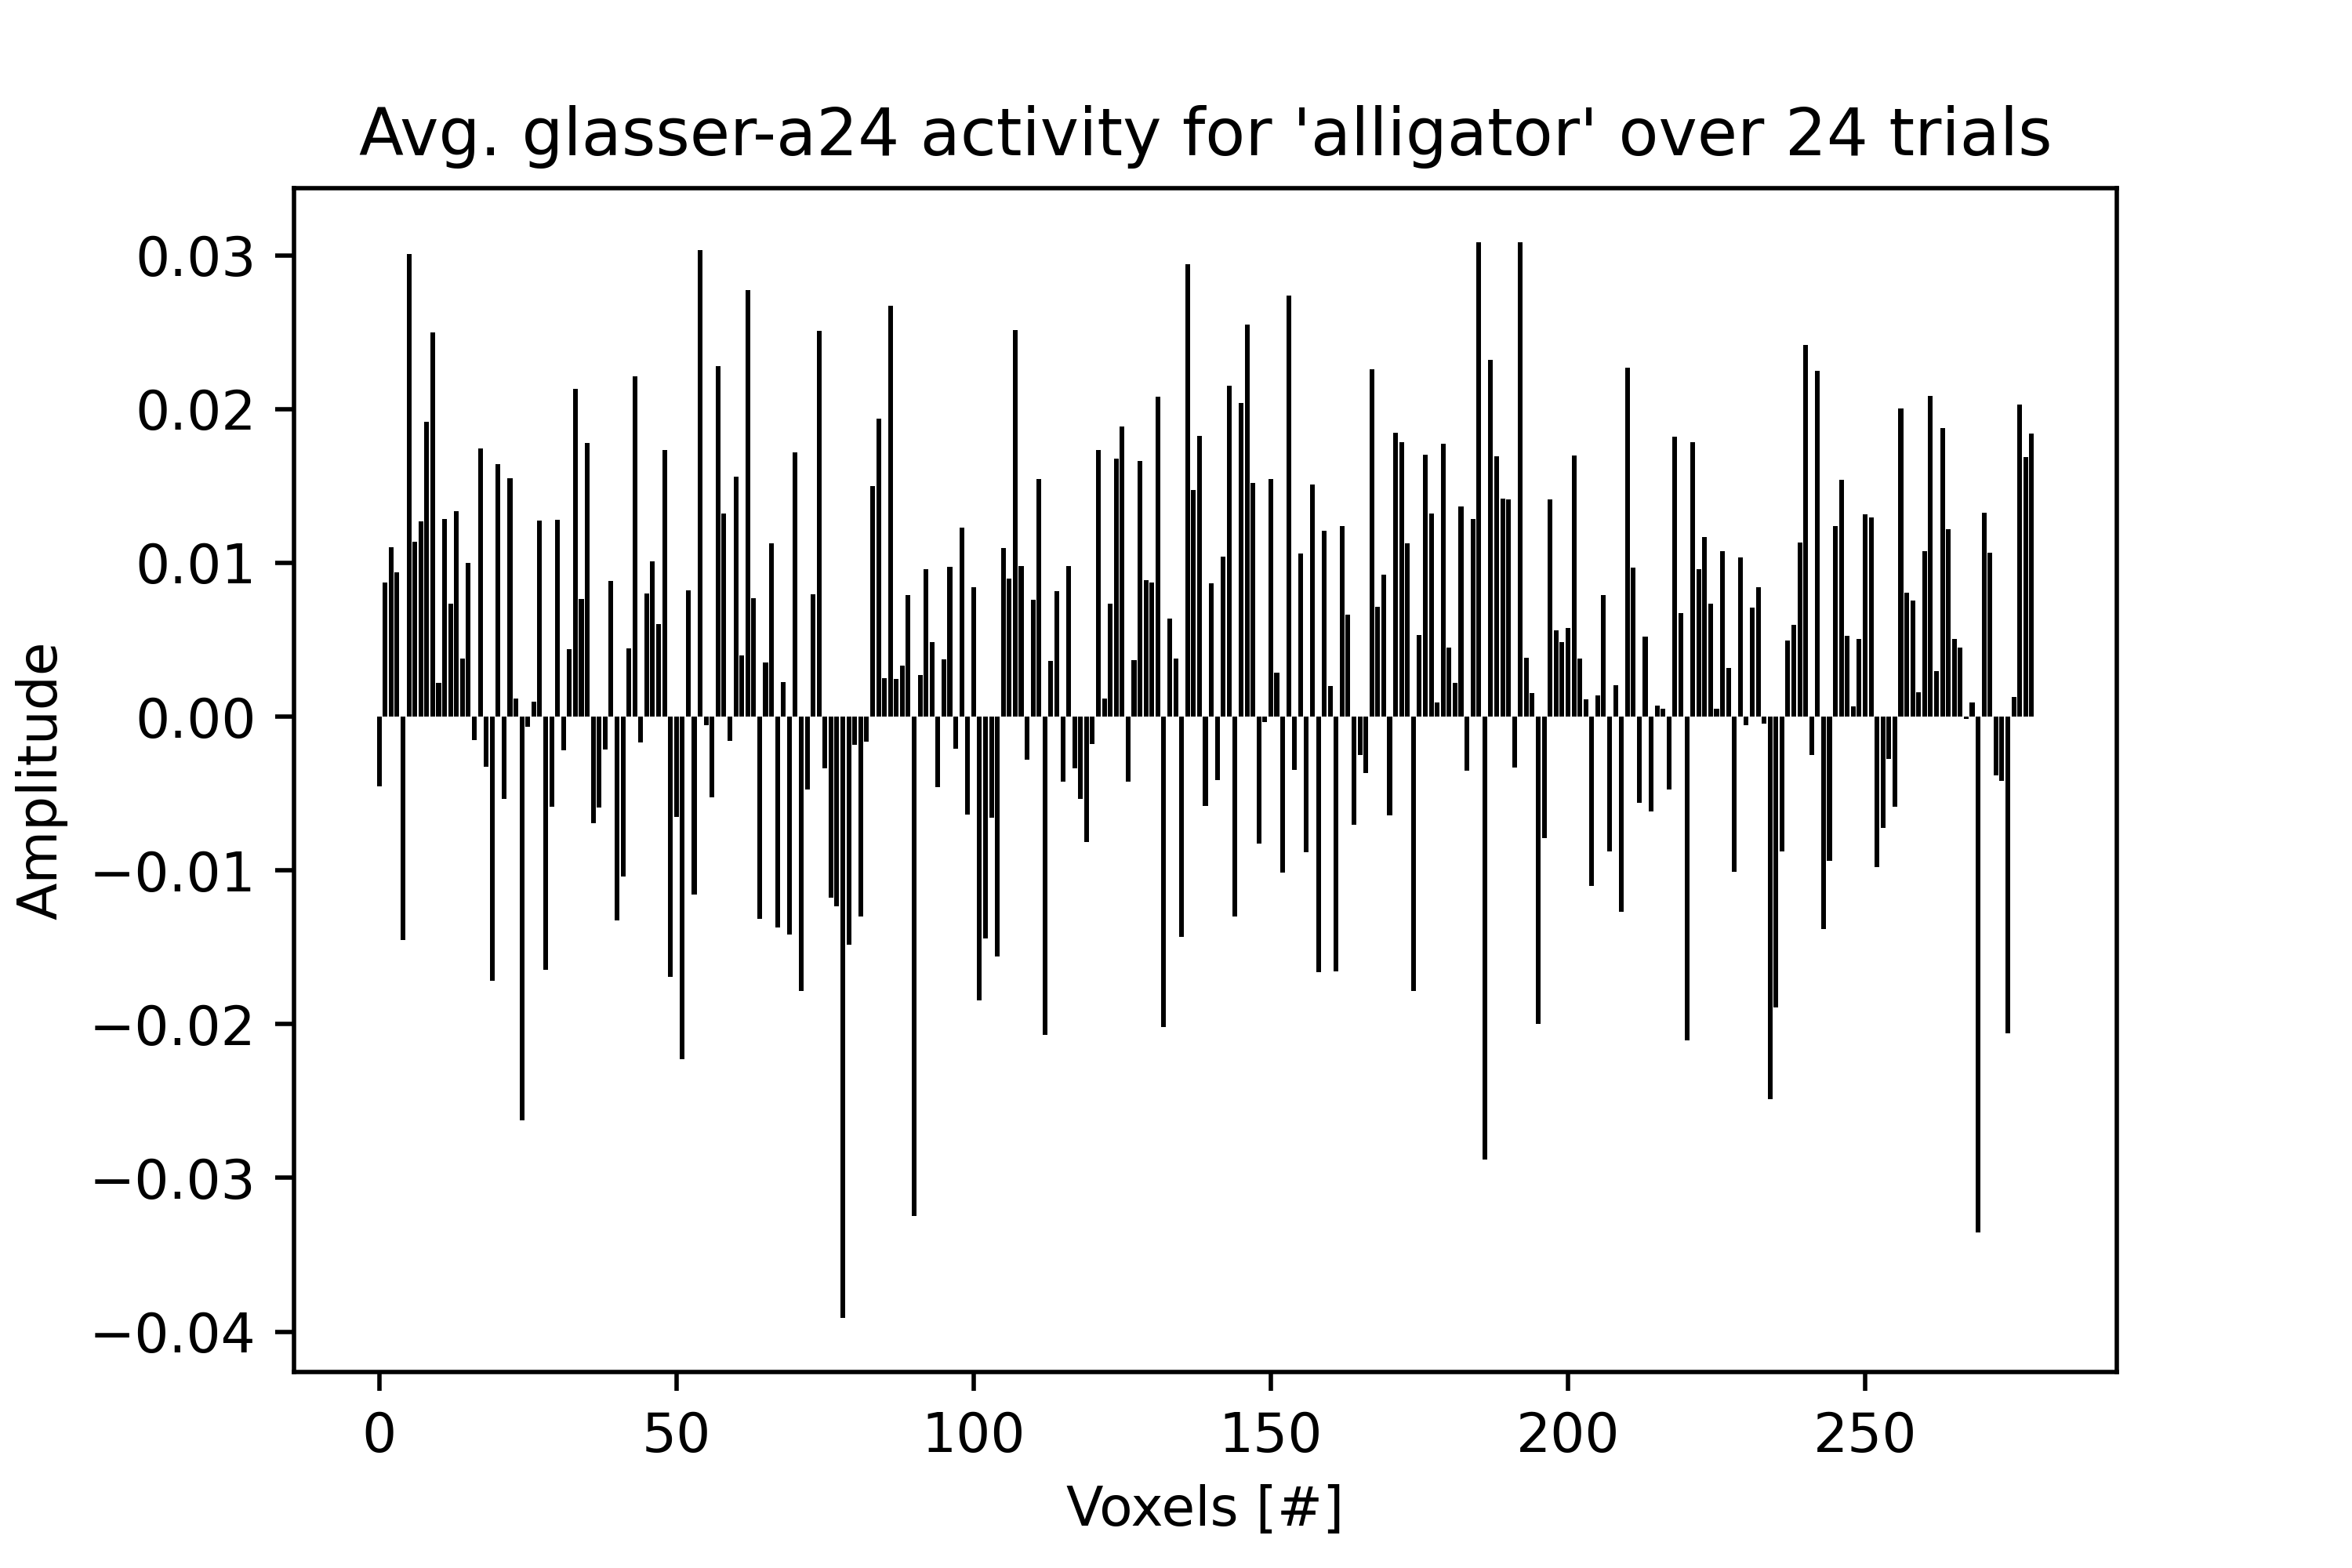 Avg. glasser-a24 activity for 'alligator' over 24 trials
0.03
0.02
0.01
0.00
−0.01
−0.02
−0.03
−0.04
Amplitude
0 50 100 150 200 250
Voxels [#]